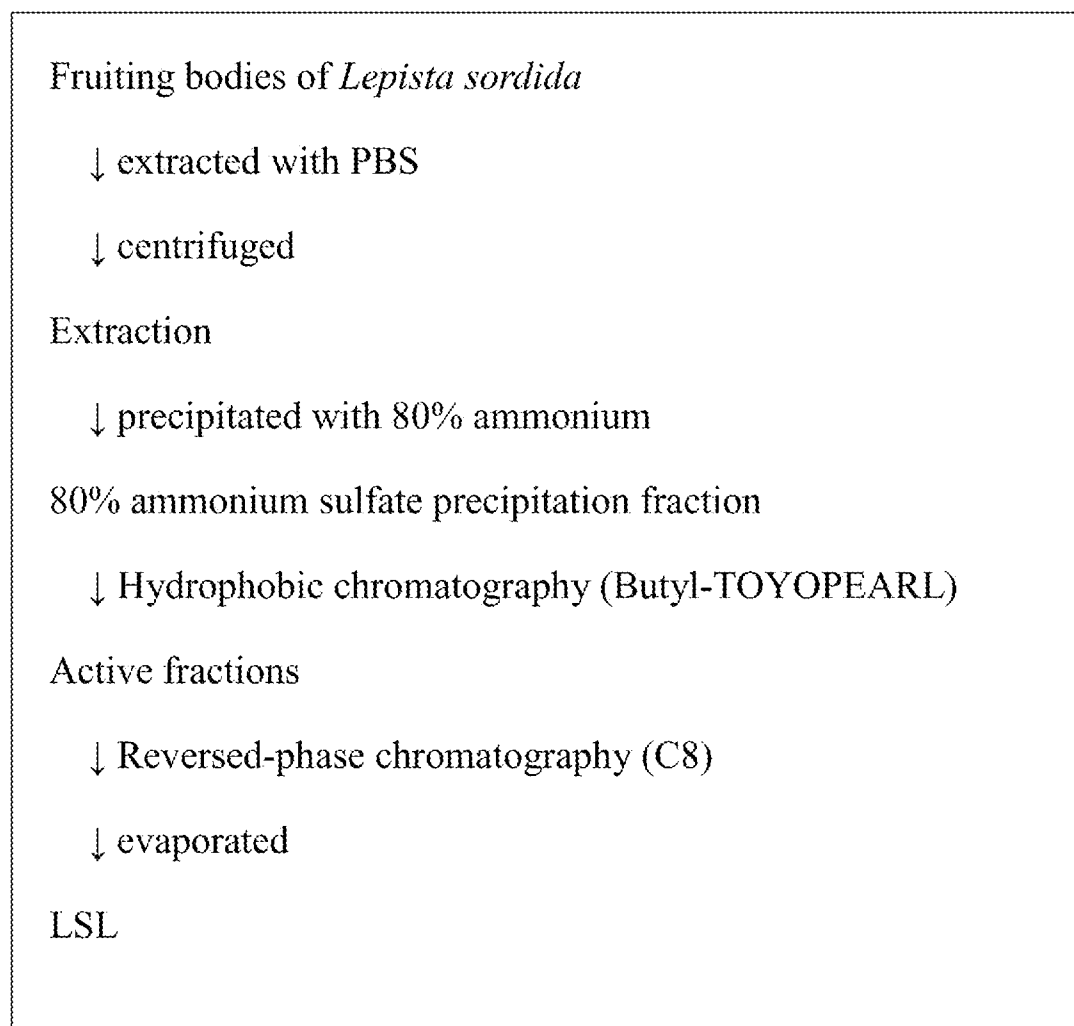 Fruiting bodies of Lepista sordida
↓ extracted with PBS
↓ centrifuged
Extraction
↓ precipitated with 80% ammonium
80% ammonium sulfate precipitation fraction
↓ Hydrophobic chromatography (Butyl-TOYOPEARL)
Active fractions
↓ Reversed-phase chromatography (C8)
↓ evaporated
LSL